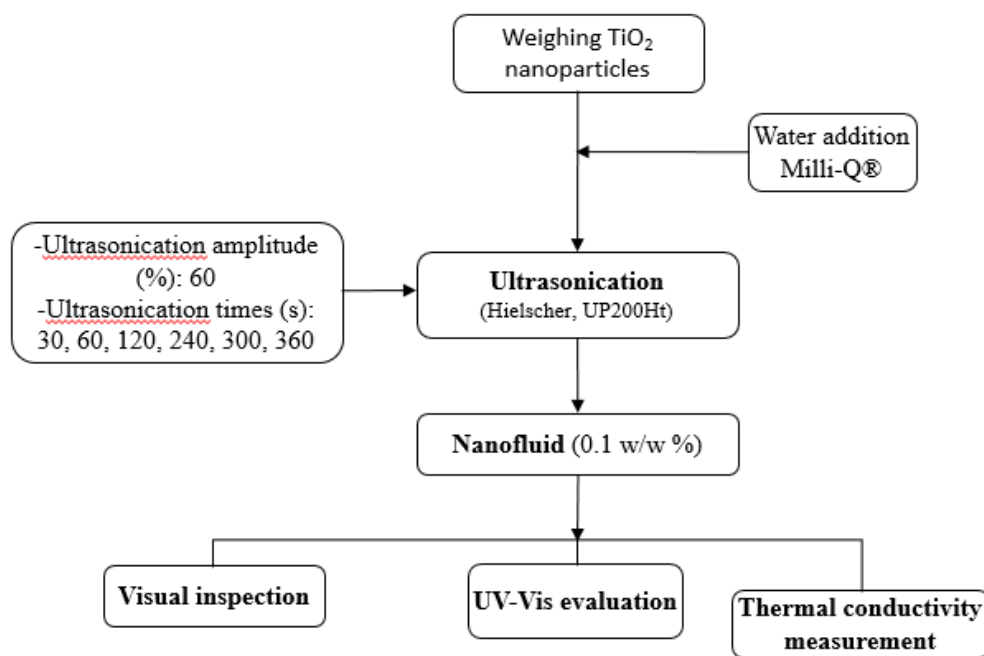 Weighing TiO₂
nanoparticles
Water addition
Milli-Q®
-Ultrasonication amplitude
(%): 60
-Ultrasonication times (s):
30, 60, 120, 240, 300, 360
Ultrasonication
(Hielscher, UP200Ht)
Nanofluid (0.1 w/w %)
Visual inspection
UV-Vis evaluation
Thermal conductivity
measurement